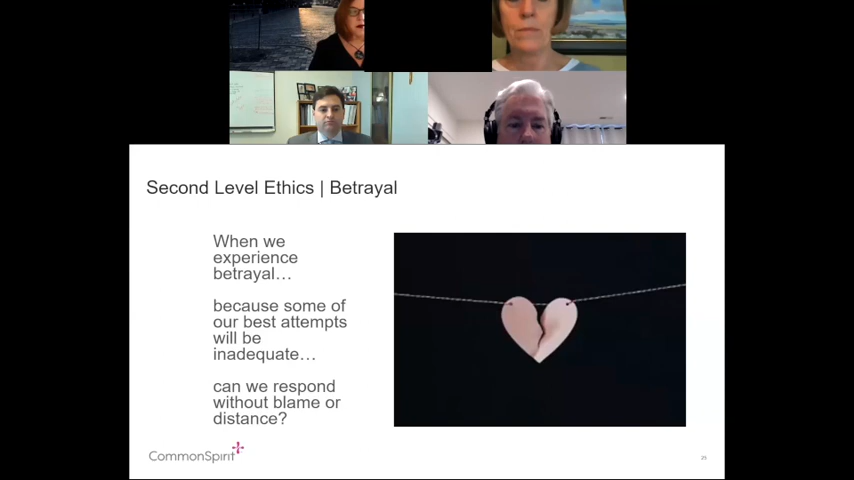 Second Level Ethics | Betrayal
When we
experience
betrayal…
because some of
our best attempts
will be
inadequate…
can we respond
without blame or
distance?
CommonSpirit
25